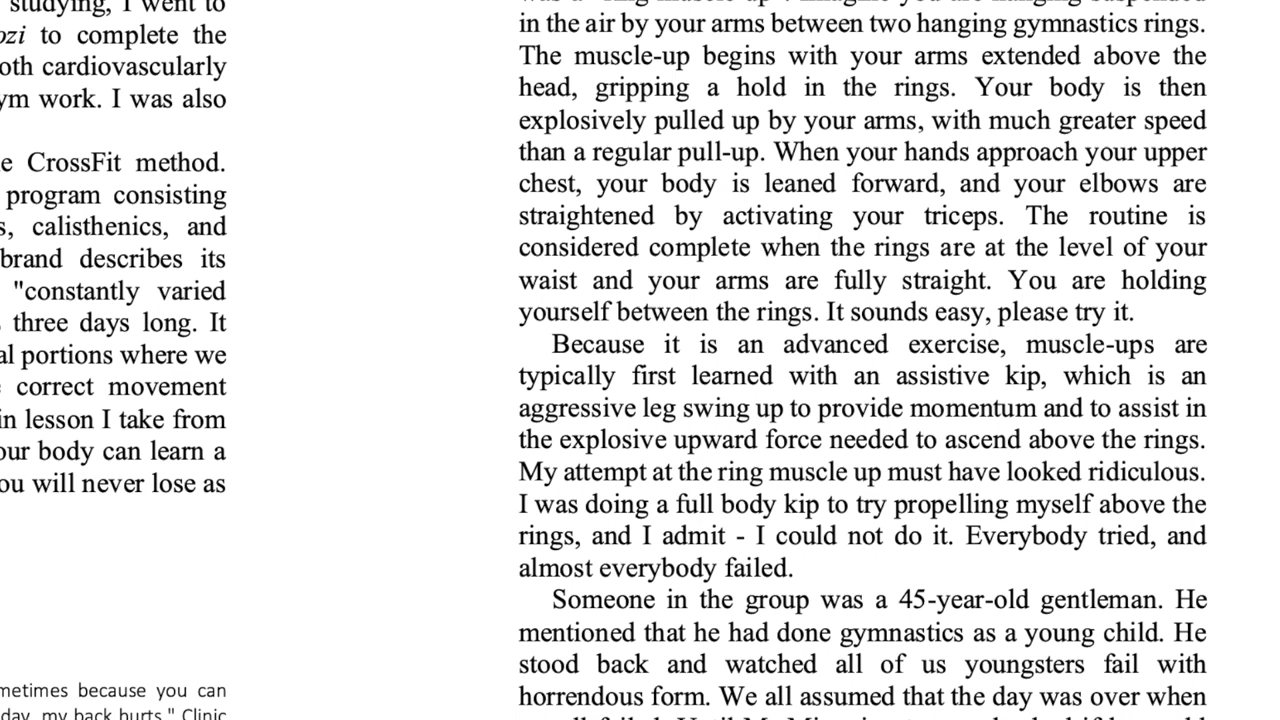 studying, I went to
ozi to complete the
oth cardiovascularly
ym work. I was also
e CrossFit method.
program consisting
s, calisthenics, and
brand describes its
"constantly varied
three days long. It
al portions where we
correct movement
in lesson I take from
our body can learn a
ou will never lose as
metimes because you can
day, my back hurts." Clinic
in the air by your arms between two hanging gymnastics rings.
The muscle-up begins with your arms extended above the
head, gripping a hold in the rings. Your body is then
explosively pulled up by your arms, with much greater speed
than a regular pull-up. When your hands approach your upper
chest, your body is leaned forward, and your elbows are
straightened by activating your triceps. The routine is
considered complete when the rings are at the level of your
waist and your arms are fully straight. You are holding
yourself between the rings. It sounds easy, please try it.
Because it is an advanced exercise, muscle-ups are
typically first learned with an assistive kip, which is an
aggressive leg swing up to provide momentum and to assist in
the explosive upward force needed to ascend above the rings.
My attempt at the ring muscle up must have looked ridiculous.
I was doing a full body kip to try propelling myself above the
rings, and I admit - I could not do it. Everybody tried, and
almost everybody failed.
Someone in the group was a 45-year-old gentleman. He
mentioned that he had done gymnastics as a young child. He
stood back and watched all of us youngsters fail with
horrendous form. We all assumed that the day was over when